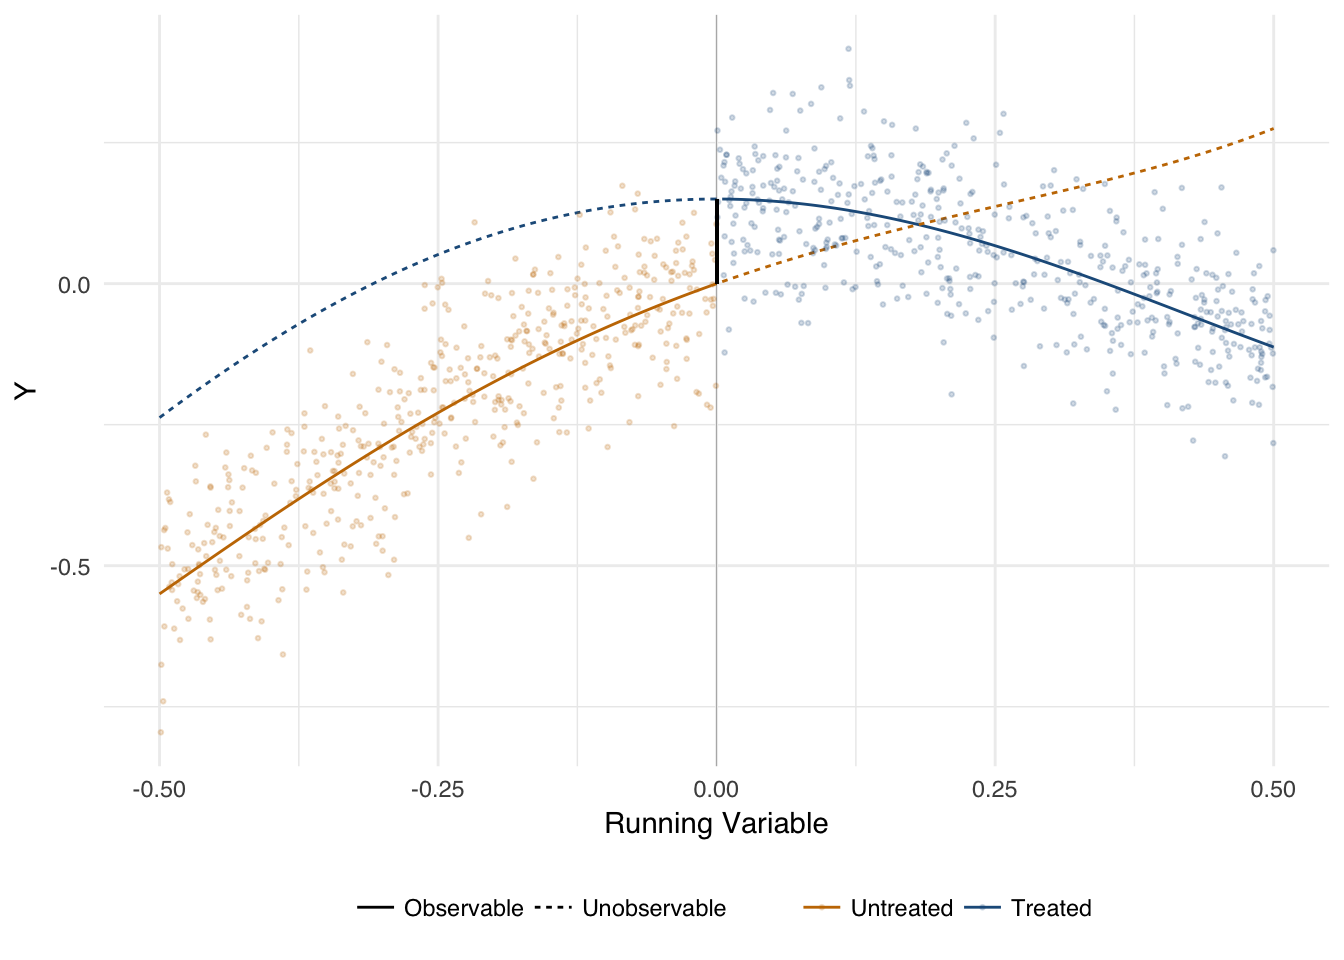 0.0
-0.5
Y
-0.50 -0.25 0.00 0.25 0.50
Running Variable
Observable Unobservable Untreated Treated